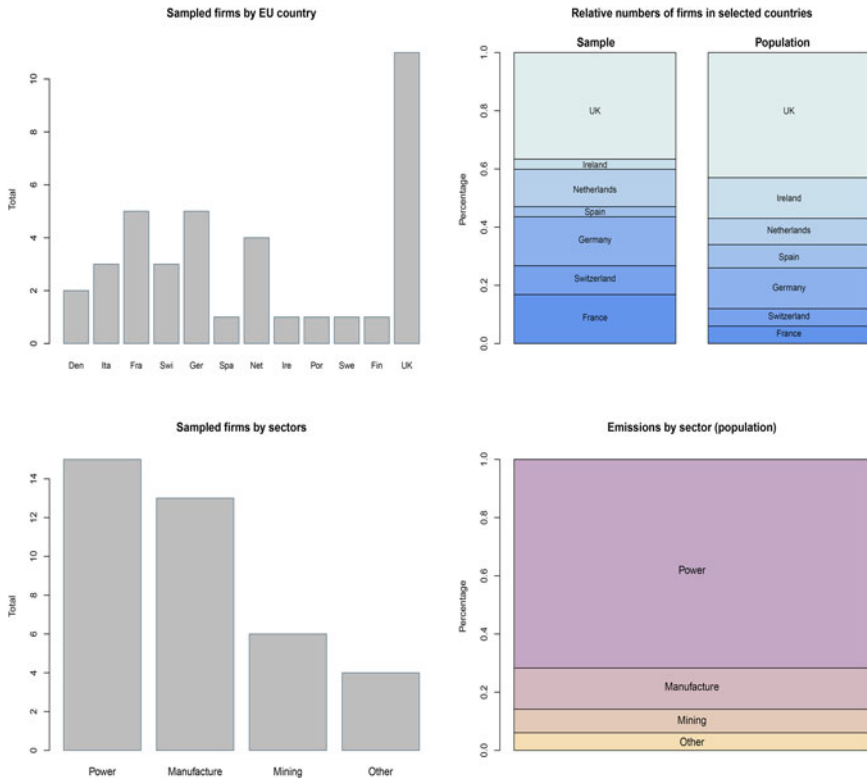 Sampled firms by EU country
Total
10
8
6
4
2
0
Den Ita Fra Swi Ger Spa Net Ire Por Swe Fin UK
Relative numbers of firms in selected countries
Sample Population
Percentage
1.0
0.8
0.6
0.4
0.2
0.0
UK
Ireland
Netherlands
Spain
Germany
Switzerland
France
UK
Ireland
Netherlands
Spain
Germany
Switzerland
France
Sampled firms by sectors
Total
14
12
10
8
6
4
2
0
Power Manufacture Mining Other
Emissions by sector (population)
Percentage
1.0
0.8
0.6
0.4
0.2
0.0
Power
Manufacture
Mining
Other